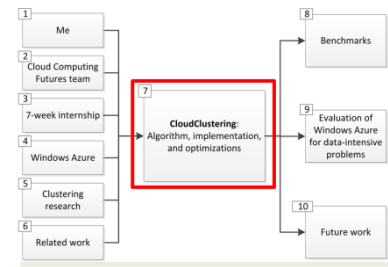 1
Me
2
Cloud Computing
Futures team
3
7-week internship
4
Windows Azure
5
Clustering
research
6
Related work
7
CloudClustering:
Algorithm, implementation,
and optimizations
8
Benchmarks
9
Evaluation of
Windows Azure
for data-intensive
problems
10
Future work